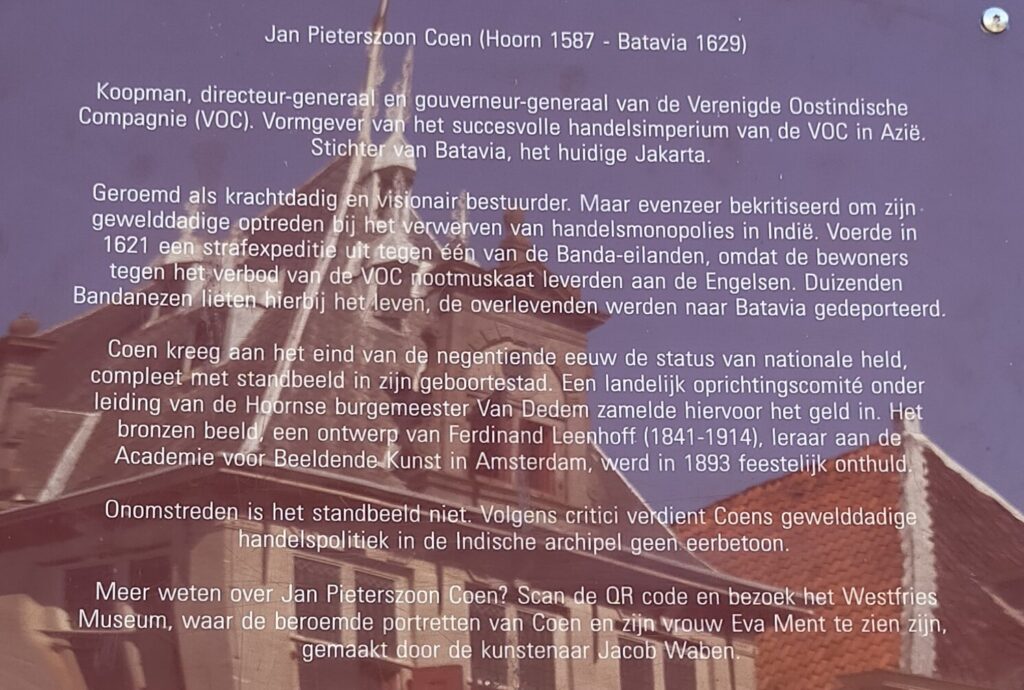 Jan Pieterszoon Coen (Hoorn 1587 - Batavia 1629)
Koopman, directeur-generaal en gouverneur-generaal van de Verenigde Oostindische
Compagnie (VOC). Vormgever van het succesvolle handelsimperium van de VOC in Azië.
Stichter van Batavia, het huidige Jakarta.
Geroemd als krachtdadig en visionair bestuurder. Maar evenzeer bekritiseerd om zijn
gewelddadige optreden bij het verwerven van handelsmonopolies in Indië. Voerde in
1621 een strafexpeditie uit tegen één van de Banda-eilanden, omdat de bewoners
tegen het verbod van de VOC nootmuskaat leverden aan de Engelsen. Duizenden
Bandanezen lieten hierbij het leven, de overlevenden werden naar Batavia gedeporteerd.
Coen kreeg aan het eind van de negentiende eeuw de status van nationale held,
compleet met standbeeld in zijn geboortestad. Een landelijk oprichtingscomité onder
leiding van de Hoornse burgemeester Van Dedem zamelde hiervoor het geld in. Het
bronzen beeld, een ontwerp van Ferdinand Leenhoff (1841-1914), leraar aan de
Academie voor Beeldende Kunst in Amsterdam, werd in 1893 feestelijk onthuld.
Onomstreden is het standbeeld niet. Volgens critici verdient Coens gewelddadige
handelspolitiek in de Indische archipel geen eerbetoon.
Meer weten over Jan Pieterszoon Coen? Scan de QR code en bezoek het Westfries
Museum, waar de beroemde portretten van Coen en zijn vrouw Eva Ment te zien zijn,
gemaakt door de kunstenaar Jacob Waben.